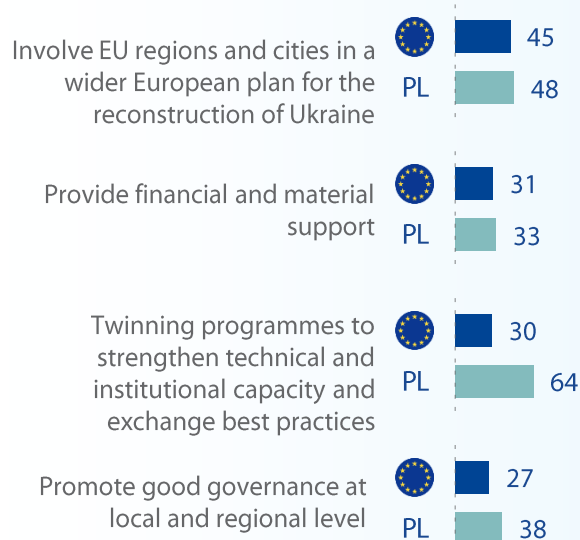 Involve EU regions and cities in a
wider European plan for the
reconstruction of Ukraine
45
PL 48
Provide financial and material
support
31
PL 33
Twinning programmes to
strengthen technical and
institutional capacity and
exchange best practices
30
PL 64
Promote good governance at
local and regional level
27
PL 38